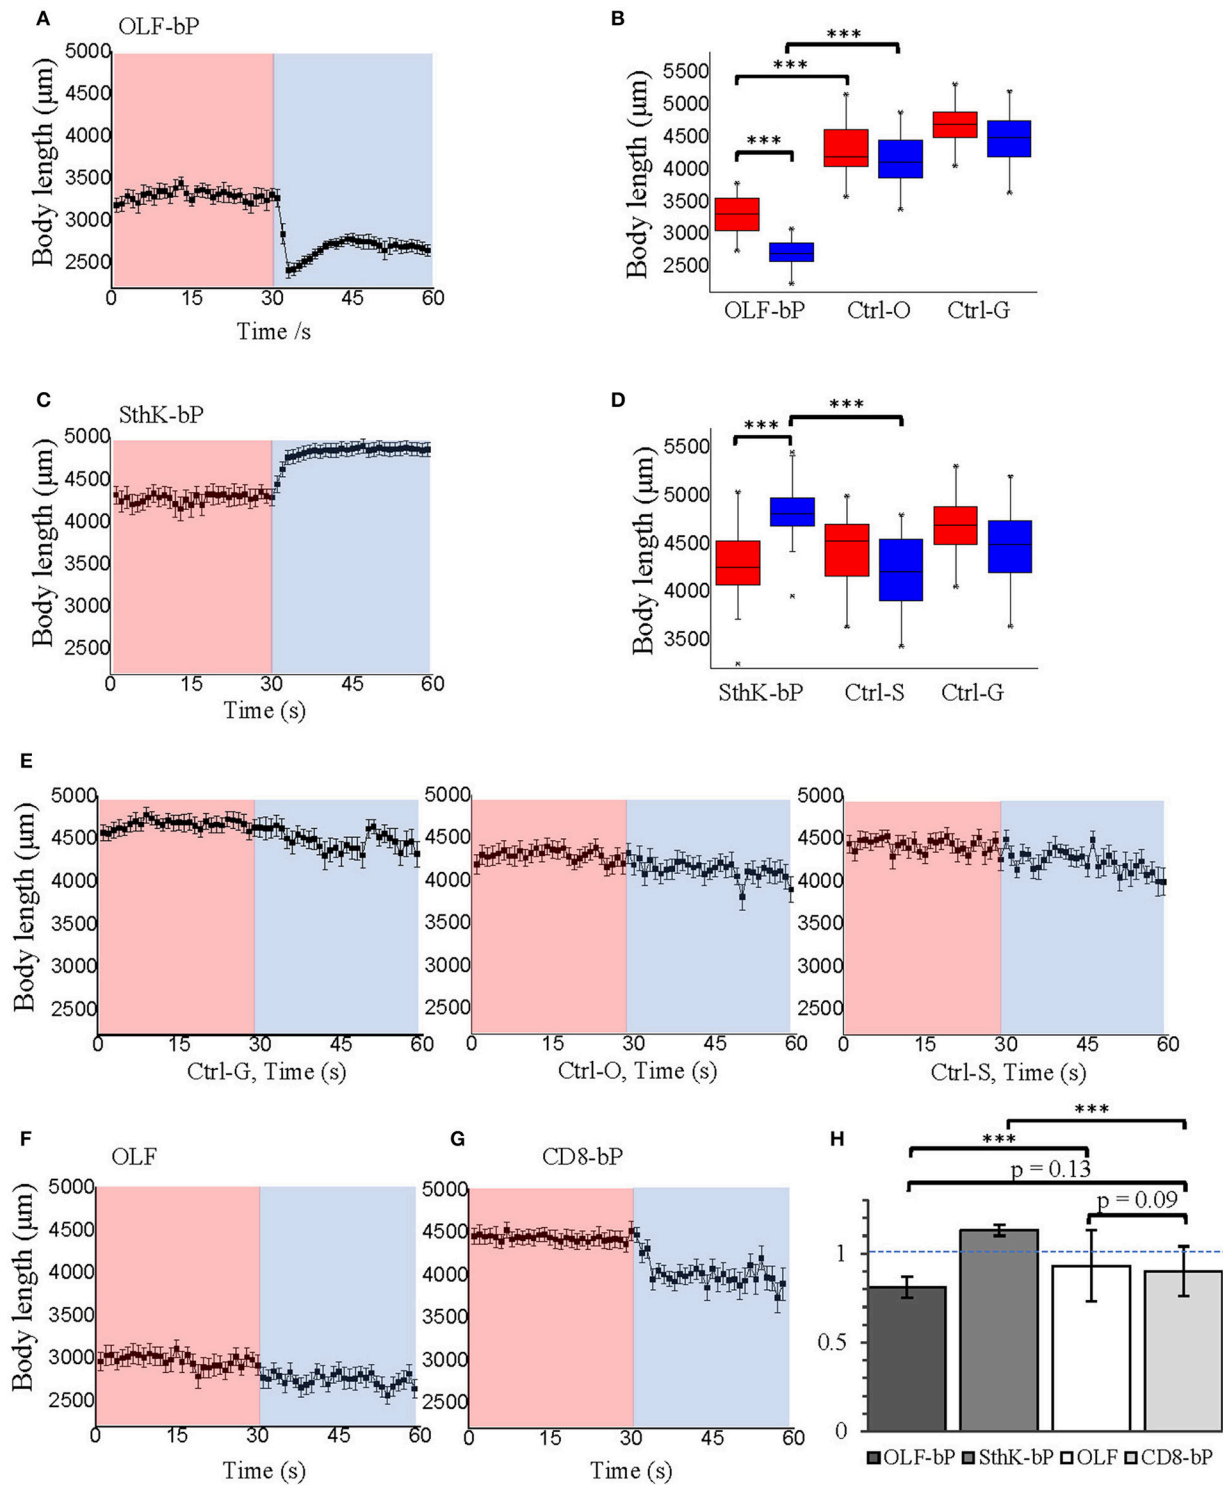 A
OLF-bP
Body length (µm)
5000
4500
4000
3500
3000
2500
0 15 30 45 60
Time /s
B
Body length (µm)
5500
5000
4500
4000
3500
3000
2500
***
***
***
OLF-bP Ctrl-O Ctrl-G
C
SthK-bP
Body length (µm)
5000
4500
4000
3500
3000
2500
0 15 30 45 60
Time (s)
D
Body length (µm)
5500
5000
4500
4000
3500
***
***
SthK-bP Ctrl-S Ctrl-G
E
Body length (µm)
5000
4500
4000
3500
3000
2500
0 15 30 45 60
Ctrl-G, Time (s)
5000
4500
4000
3500
3000
2500
0 15 30 45 60
Ctrl-O, Time (s)
5000
4500
4000
3500
3000
2500
0 15 30 45 60
Ctrl-S, Time (s)
F
OLF
Body length (µm)
5000
4500
4000
3500
3000
2500
0 15 30 45 60
Time (s)
G
CD8-bP
5000
4500
4000
3500
3000
2500
0 15 30 45 60
Time (s)
H
***
***
p = 0.13
p = 0.09
1
0.5
0
OLF-bP SthK-bP OLF CD8-bP